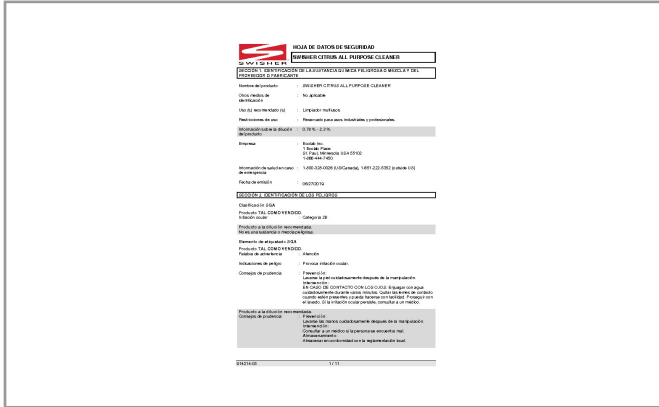 HOJA DE DATOS DE SEGURIDAD
SWISHER
SWISHER CITRUS ALL PURPOSE CLEANER
SECCIÓN 1. IDENTIFICACIÓN DE LA SUSTANCIA QUÍMICA PELIGROSA O MEZCLA Y DEL
PROVEEDOR O FABRICANTE
Nombre del producto : SWISHER CITRUS ALL PURPOSE CLEANER
Otros medios de : No aplicable
identificación
Uso(s) recomendado(s) : Limpiador multiusos
Restricciones de uso : Reservado para usos industriales y profesionales.
Información sobre la dilución : 0.78 % - 2.3 %
del producto
Empresa : Ecolab Inc.
1 Ecolab Place
St. Paul, Minnesota USA 55102
1-866-444-7450
Información de salud en caso : 1-800-328-0026 (US/Canada), 1-651-222-5352 (outside US)
de emergencia
Fecha de emisión : 06/27/2019
SECCIÓN 2. IDENTIFICACIÓN DE LOS PELIGROS
Clasificación SGA
Producto TAL COMO VENDIDO.
Irritación ocular : Categoría 2B
Producto a la dilución recomendada.
No es una sustancia o mezcla peligrosa.
Elemento de etiquetado SGA
Producto TAL COMO VENDIDO.
Palabra de advertencia : Atención
Indicaciones de peligro : Provoca irritación ocular.
Consejos de prudencia : Prevención:
Lavarse la piel cuidadosamente después de la manipulación.
Intervención:
EN CASO DE CONTACTO CON LOS OJOS: Enjuagar con agua
cuidadosamente durante varios minutos. Quitar las lentes de contacto
cuando estén presentes y pueda hacerse con facilidad. Proseguir con
el lavado. Si la irritación ocular persiste, consultar a un médico.
Producto a la dilución recomendada.
Consejos de prudencia : Prevención:
Lavarse las manos cuidadosamente después de la manipulación.
Intervención:
Consultar a un médico si la persona se encuentra mal.
Almacenamiento:
Almacenar en conformidad con la reglamentación local.
1 / 11